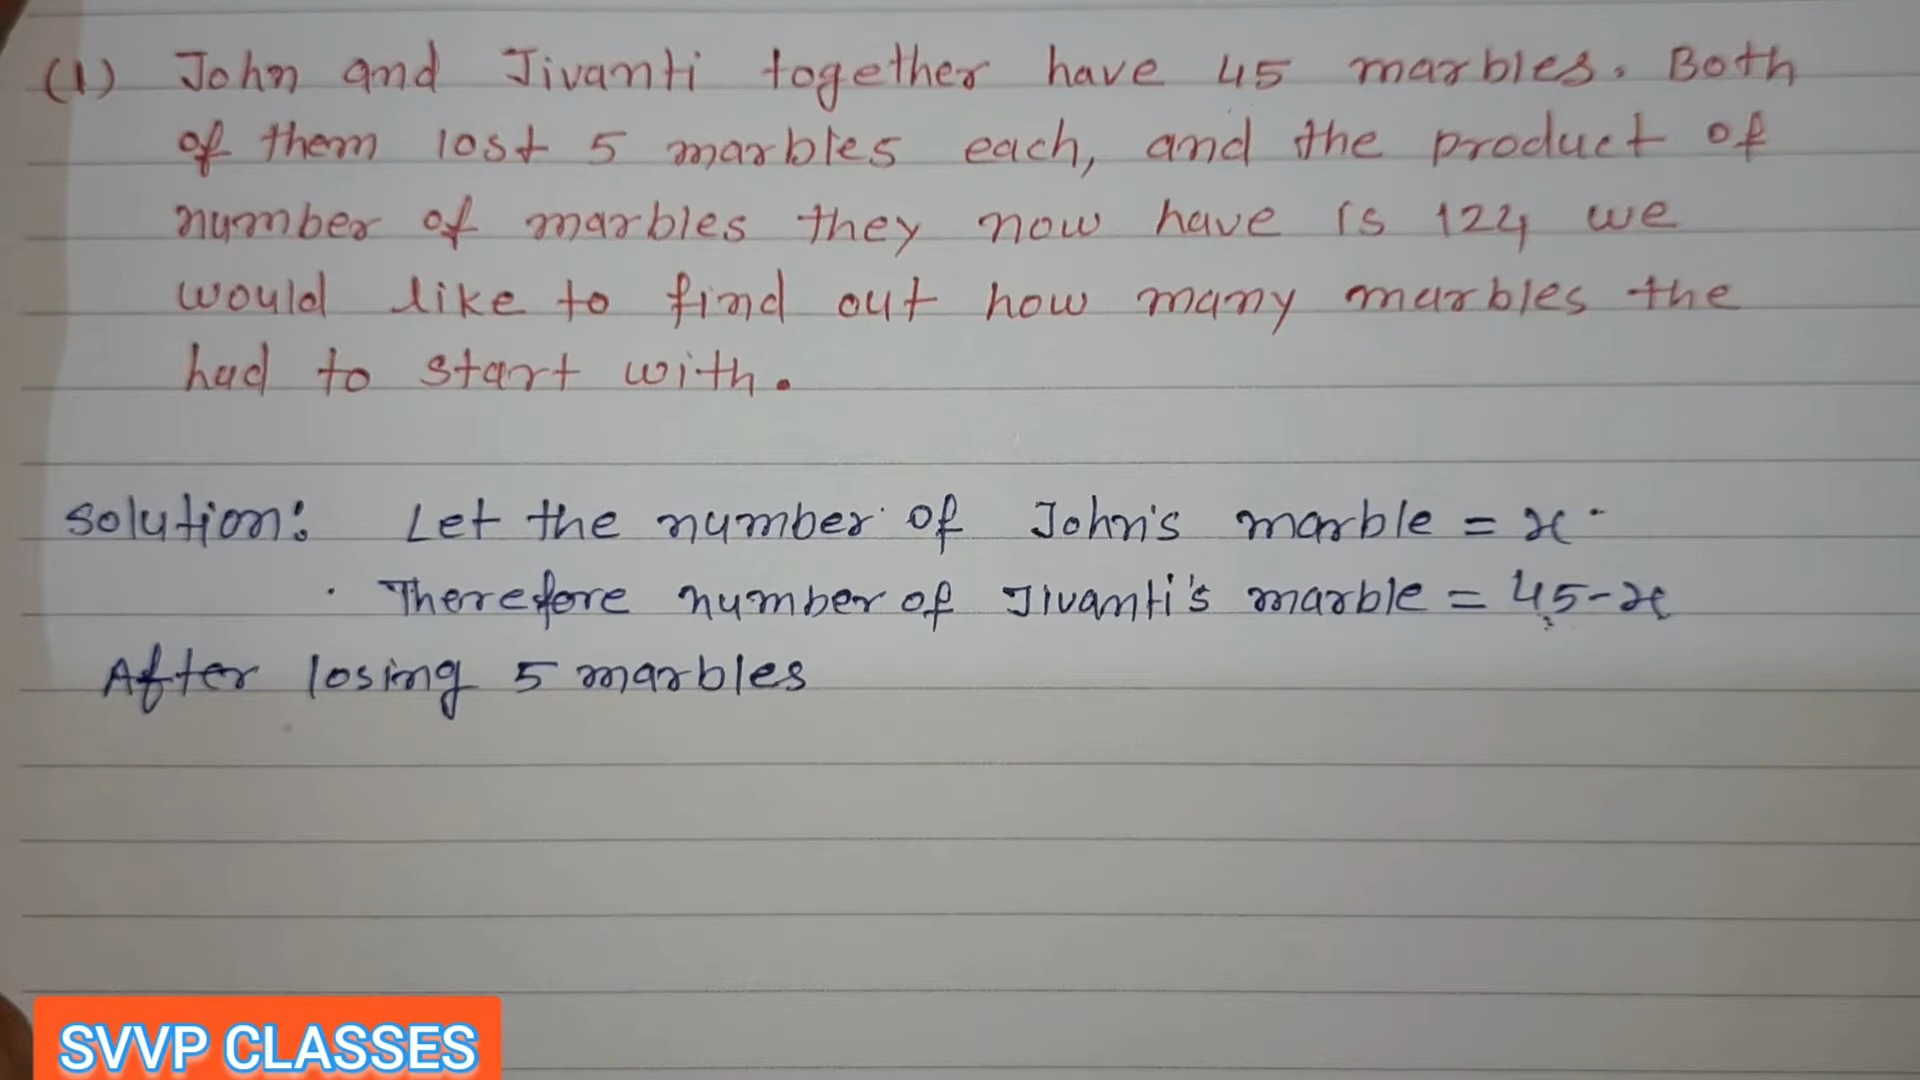 (1) John and Jivanti together have 45 marbles. Both
of them lost 5 marbles each, and the product of
number of marbles they now have is 124 we
would like to find out how many marbles the
had to start with.
Solution: Let the number of John's marble = x
Therefore number of Jivanti's marble = 45-x
After losing 5 marbles
SVVP CLASSES